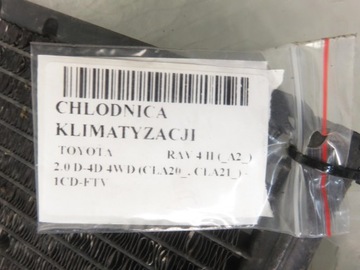 CHLODNICA
KLIMATYZACJI
TOYOTA RAV 4 II (_A2_)
2.0 D-4D 4WD (CLA20_, CLA21_) -
1CD-FTV